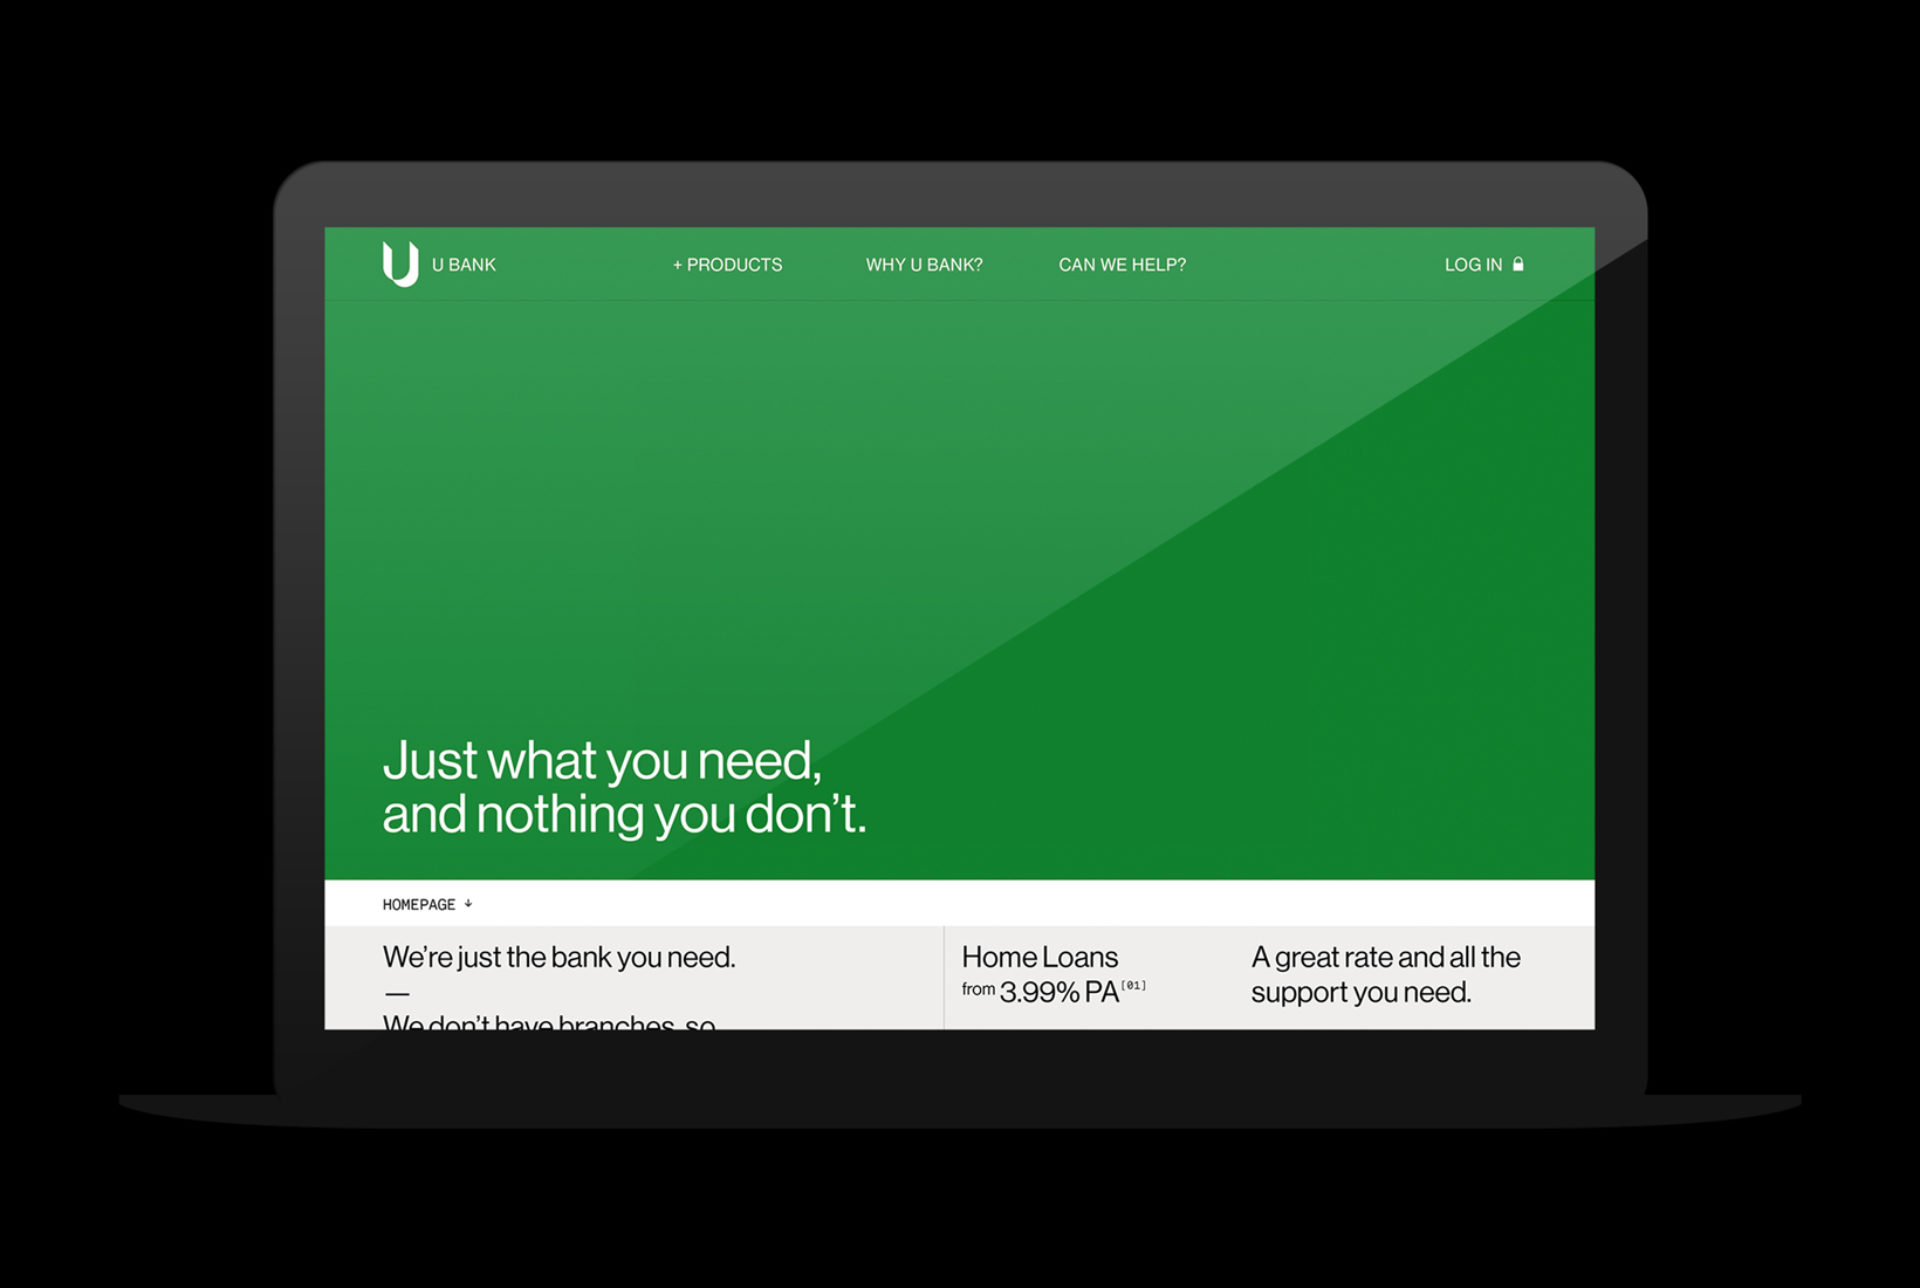 U BANK
+ PRODUCTS
WHY U BANK?
CAN WE HELP?
LOG IN
Just what you need,
and nothing you don’t.
HOMEPAGE ↓
We’re just the bank you need.
—
We don’t have branches, so
Home Loans
from 3.99% PA[01]
A great rate and all the
support you need.